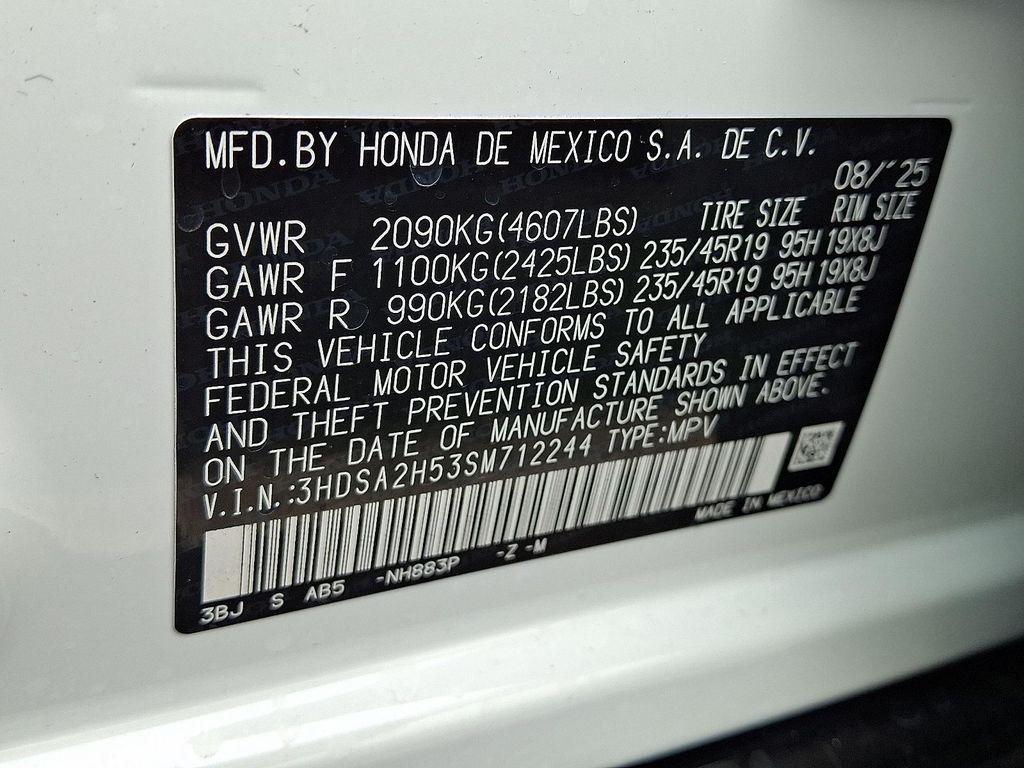 MFD.BY HONDA DE MEXICO S.A. DE C.V.
08/'25
TIRE SIZE RIM SIZE
GVWR 2090KG(4607LBS)
GAWR F 1100KG(2425LBS) 235/45R19 95H 19X8J
GAWR R 990KG(2182LBS) 235/45R19 95H 19X8J
THIS VEHICLE CONFORMS TO ALL APPLICABLE
FEDERAL MOTOR VEHICLE SAFETY
AND THEFT PREVENTION STANDARDS IN EFFECT
ON THE DATE OF MANUFACTURE SHOWN ABOVE.
V.I.N.:3HDSA2H53SM712244 TYPE:MPV
MADE IN MEXICO
3BJ S AB5 -NH883P -Z -M